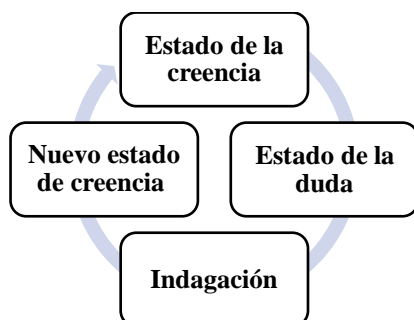 Estado de la
creencia
Estado de la
duda
Indagación
Nuevo estado
de creencia